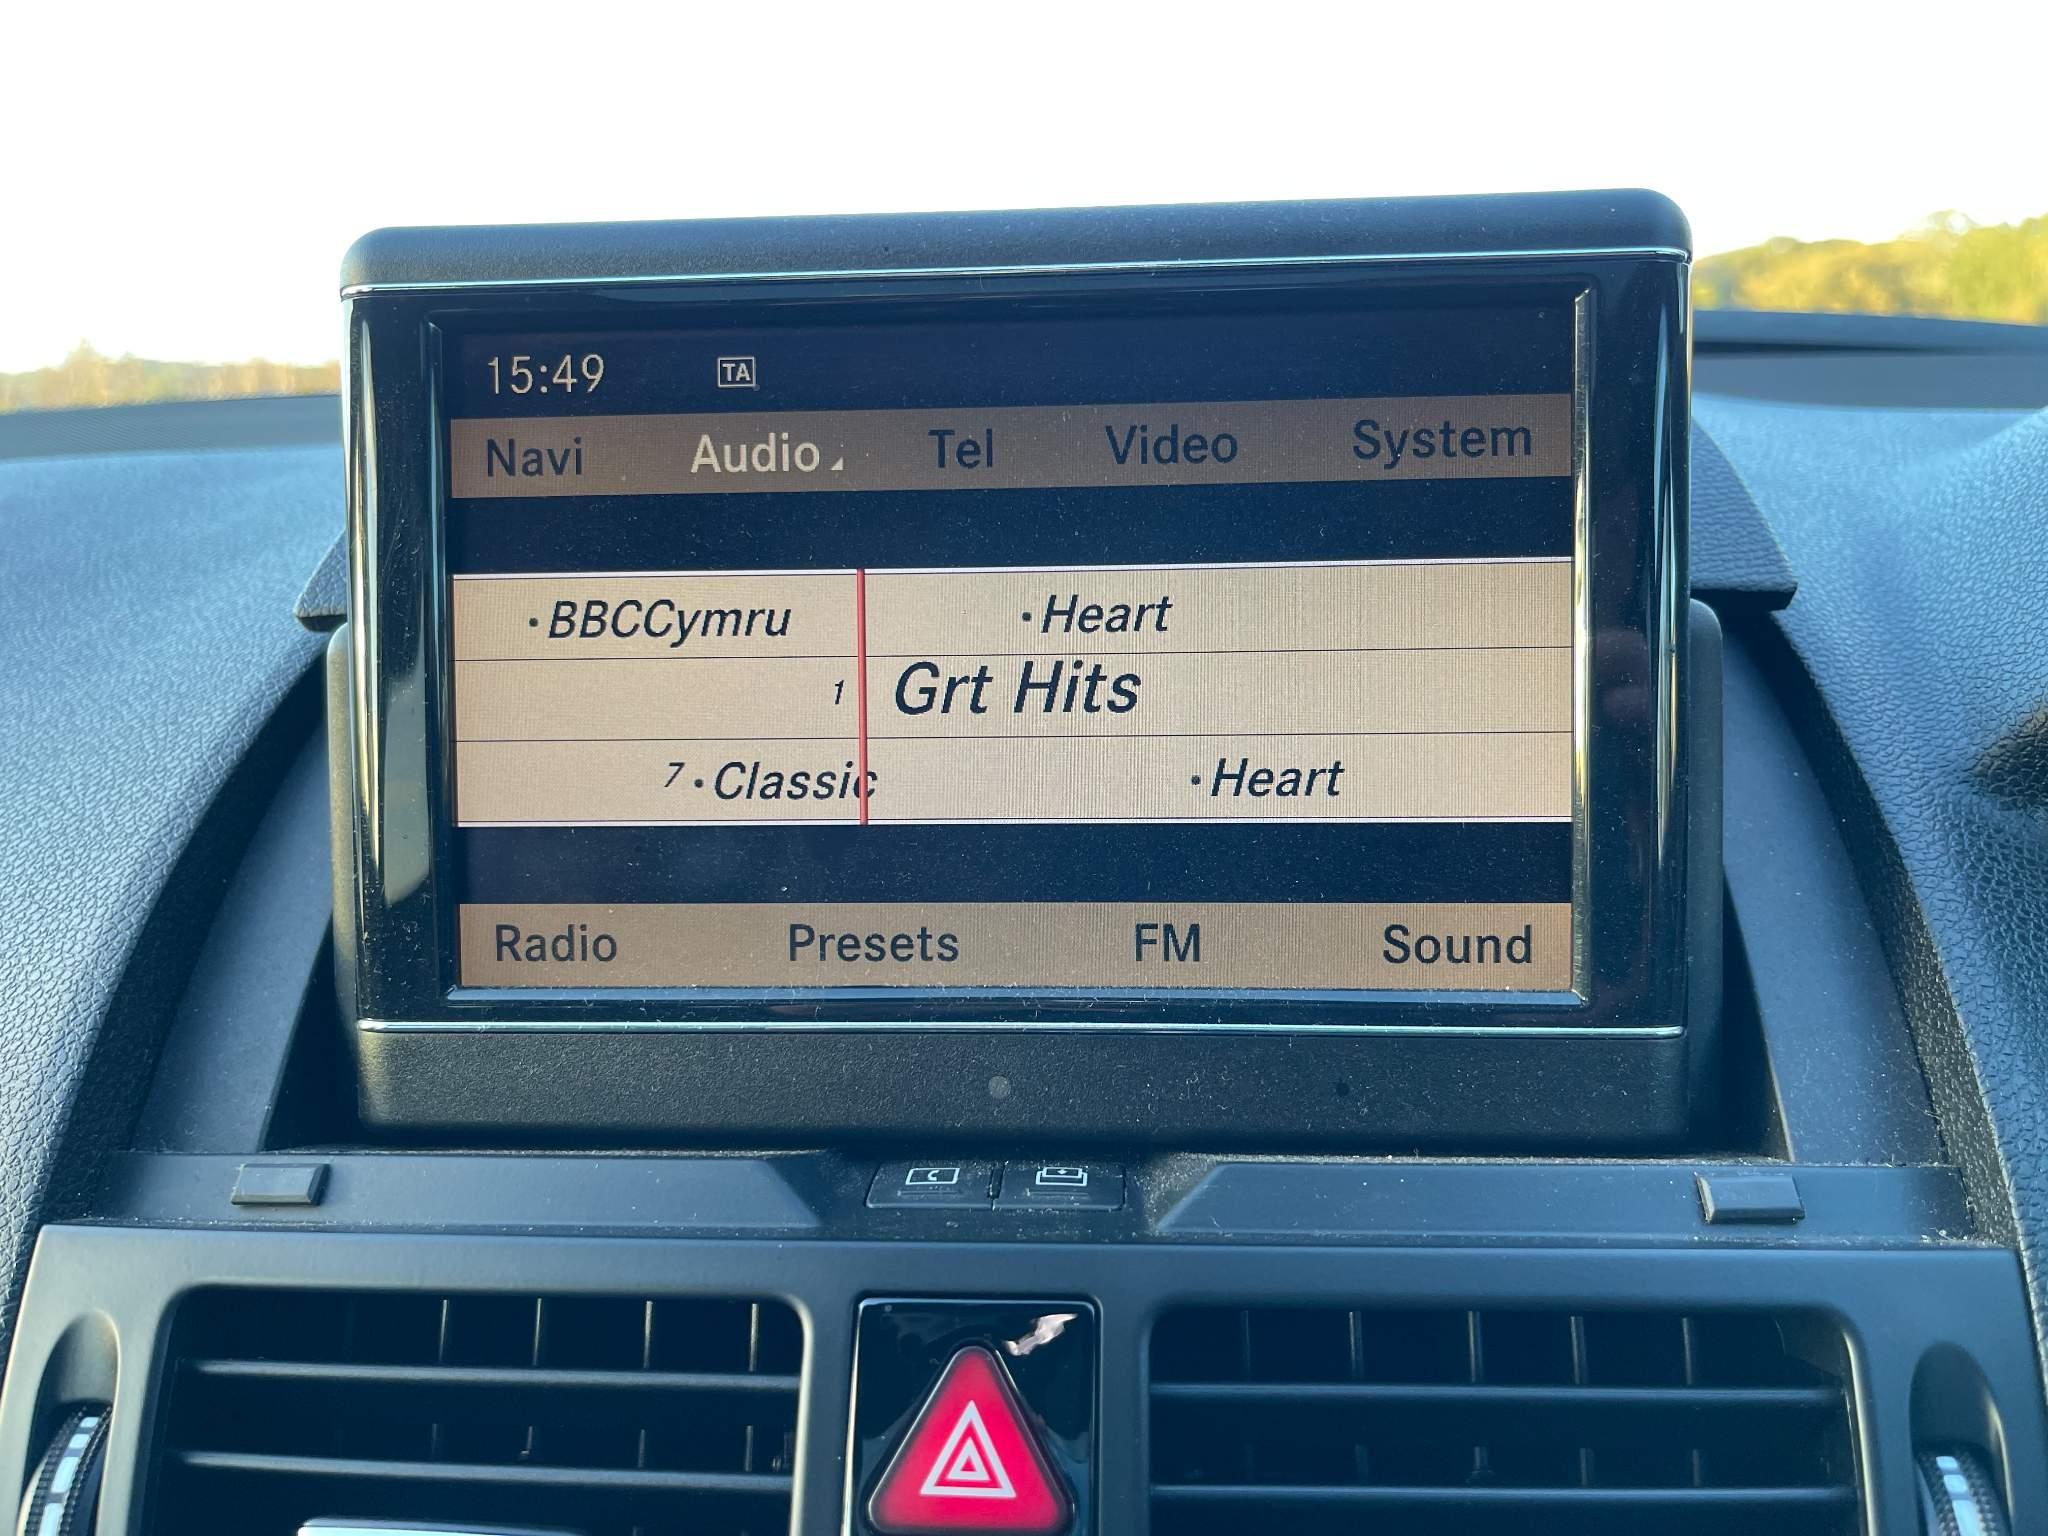 15:49 TA
Navi Audio Tel Video System
•BBCCymru •Heart
1 Grt Hits
7 •Classic •Heart
Radio Presets FM Sound